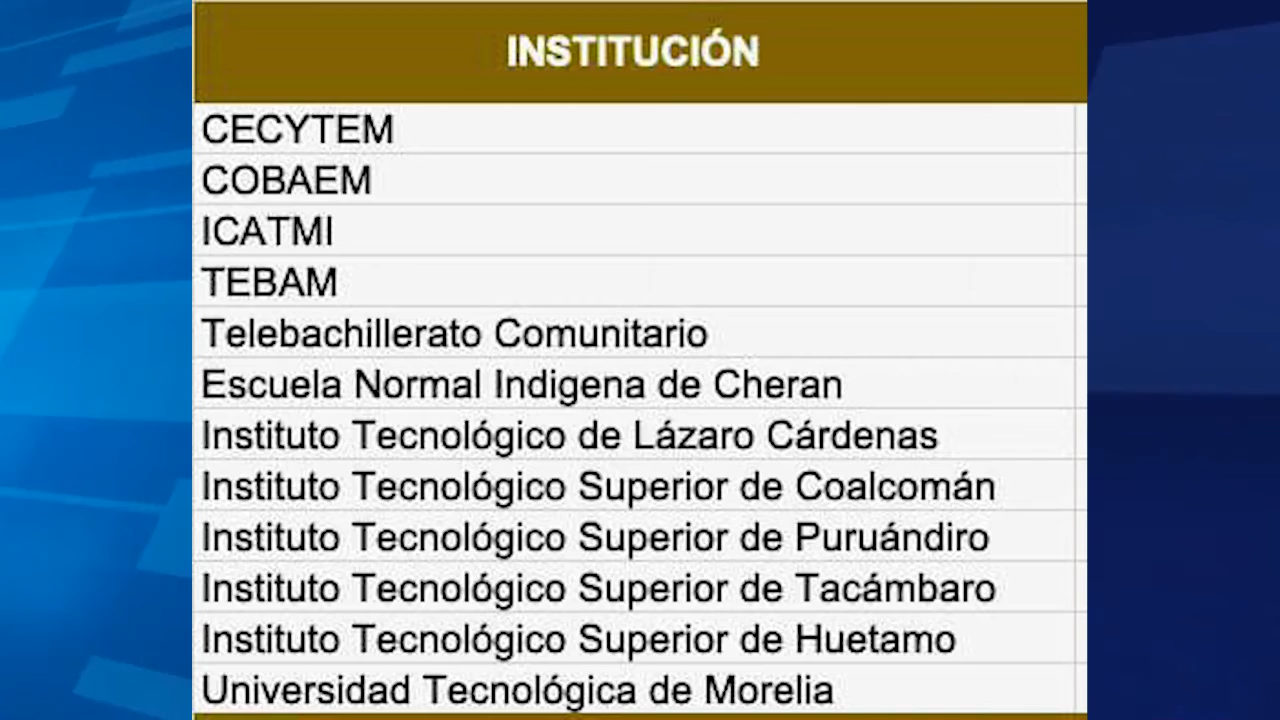 INSTITUCIÓN
CECYTEM
COBAEM
ICATMI
TEBAM
Telebachillerato Comunitario
Escuela Normal Indigena de Cheran
Instituto Tecnológico de Lázaro Cárdenas
Instituto Tecnológico Superior de Coalcomán
Instituto Tecnológico Superior de Puruándiro
Instituto Tecnológico Superior de Tacámbaro
Instituto Tecnológico Superior de Huetamo
Universidad Tecnológica de Morelia